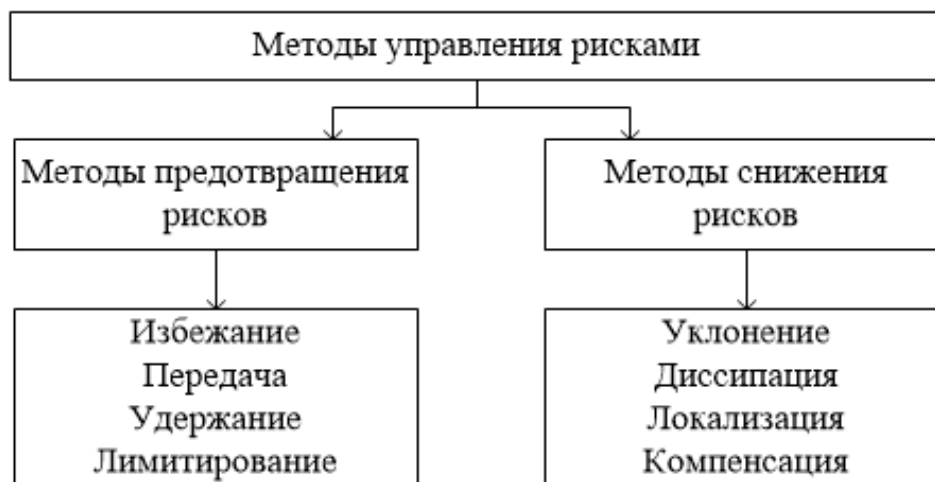 Методы управления рисками
Методы предотвращения
рисков
Методы снижения
рисков
Избежание
Передача
Удержание
Лимитирование
Уклонение
Диссипация
Локализация
Компенсация